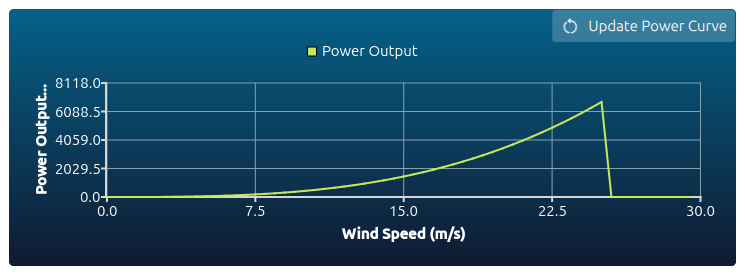 Update Power Curve
Power Output
Power Output...
8118.0
6088.5
4059.0
2029.5
0.0
0.0 7.5 15.0 22.5 30.0
Wind Speed (m/s)